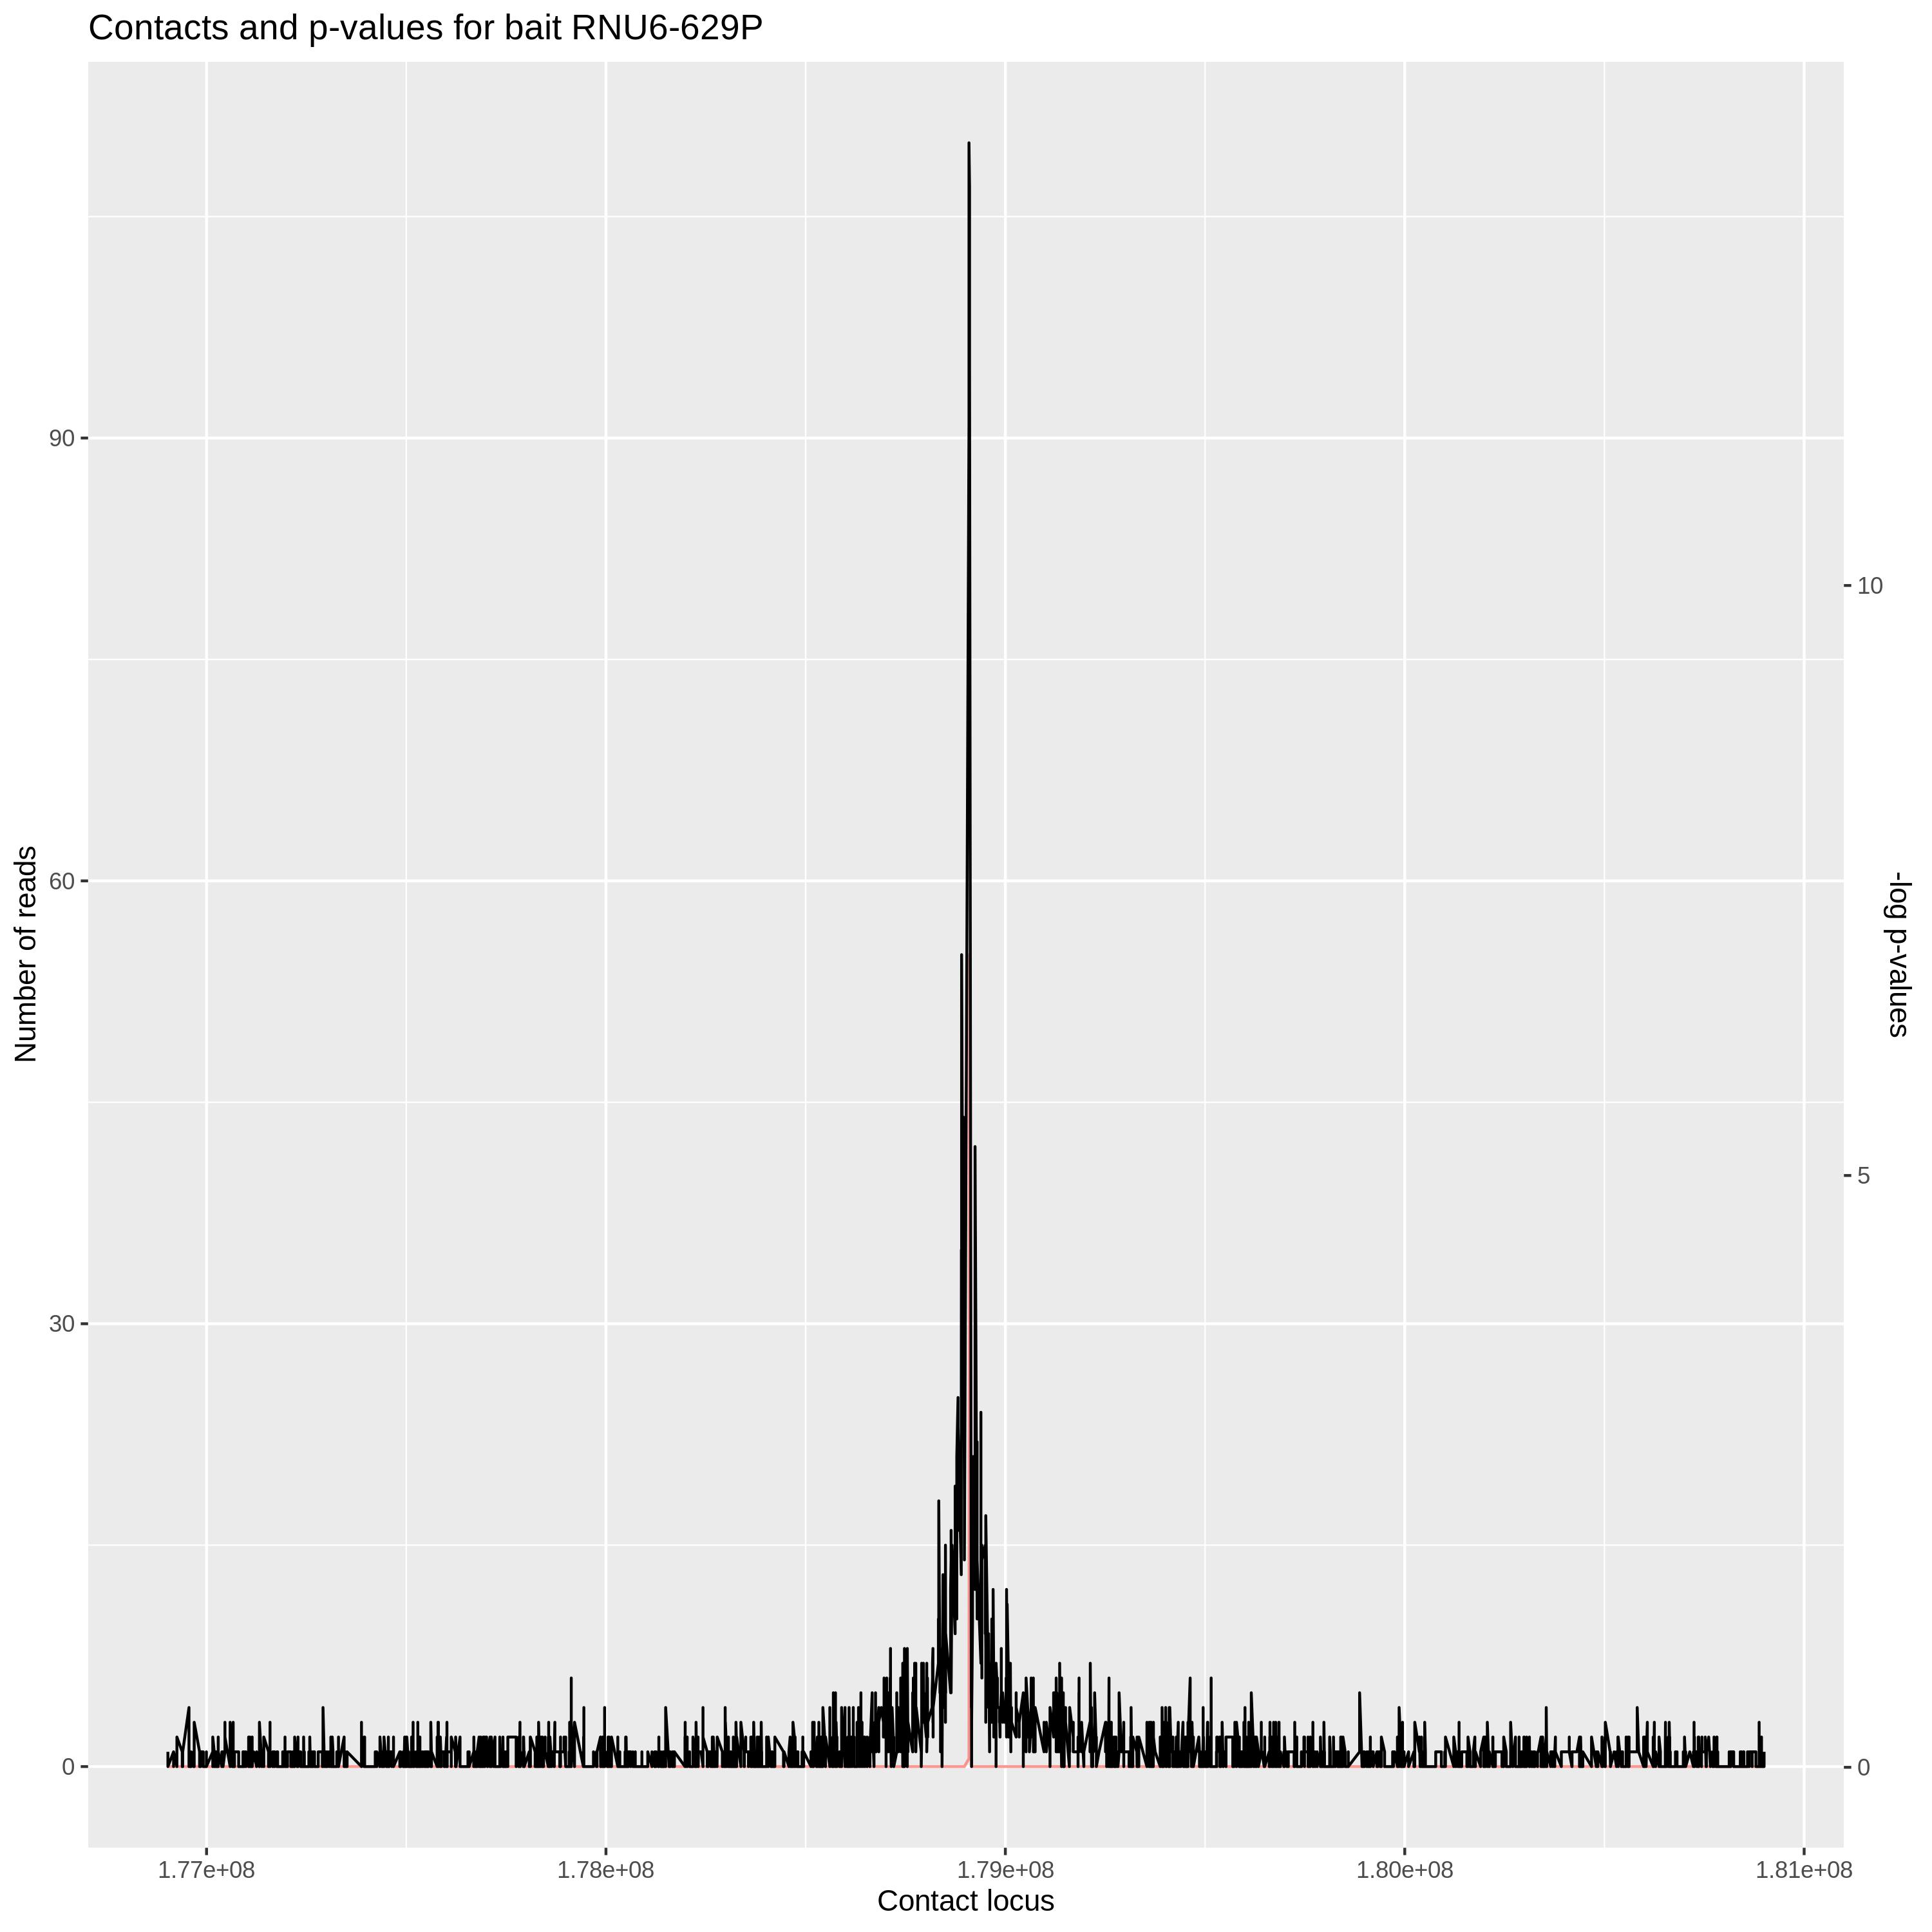 Contacts and p-values for bait RNU6-629P
90
60
30
0
Number of reads
10
5
0
-log p-values
1.77e+08
1.78e+08
1.79e+08
1.80e+08
1.81e+08
Contact locus